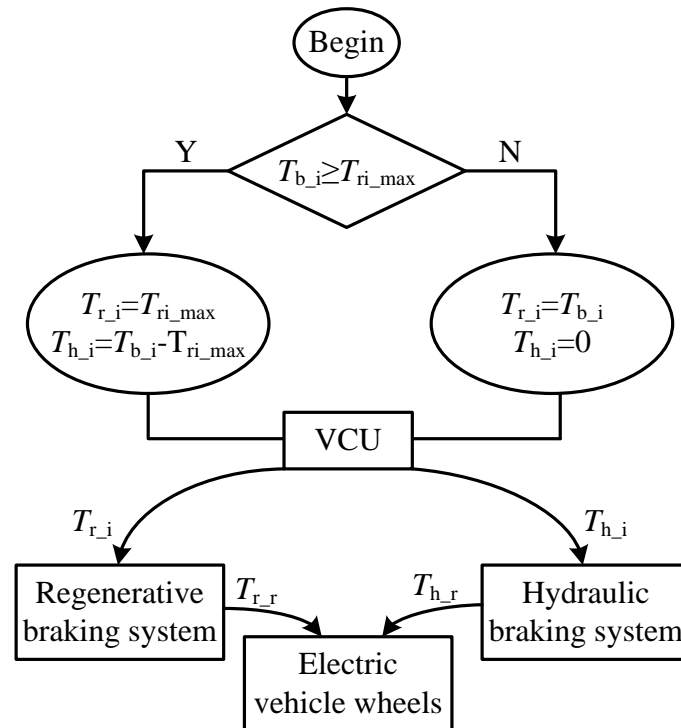 Begin
Y
N
T_b_i≥T_ri_max
T_r_i=T_ri_max
T_h_i=T_b_i-T_ri_max
T_r_i=T_b_i
T_h_i=0
VCU
T_r_i
T_h_i
Regenerative
braking system
T_r_r
T_h_r
Hydraulic
braking system
Electric
vehicle wheels